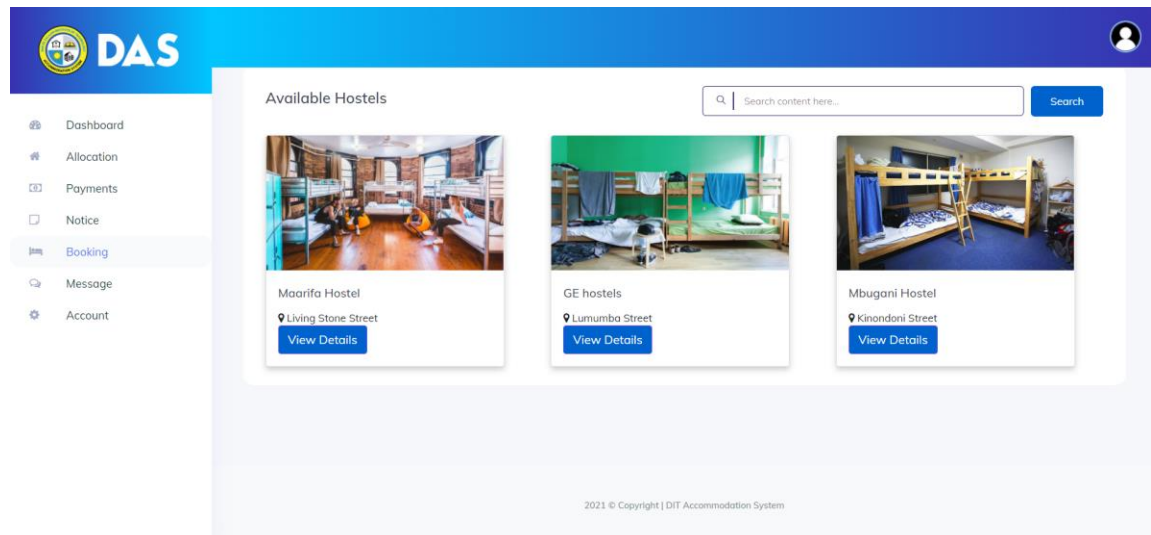 DAS
Dashboard
Allocation
Payments
Notice
Booking
Message
Account
Available Hostels
Search content here...
Search
Maarifa Hostel
Living Stone Street
View Details
GE hostels
Lumumba Street
View Details
Mbugani Hostel
Kinondoni Street
View Details
2021 © Copyright | DIT Accommodation System